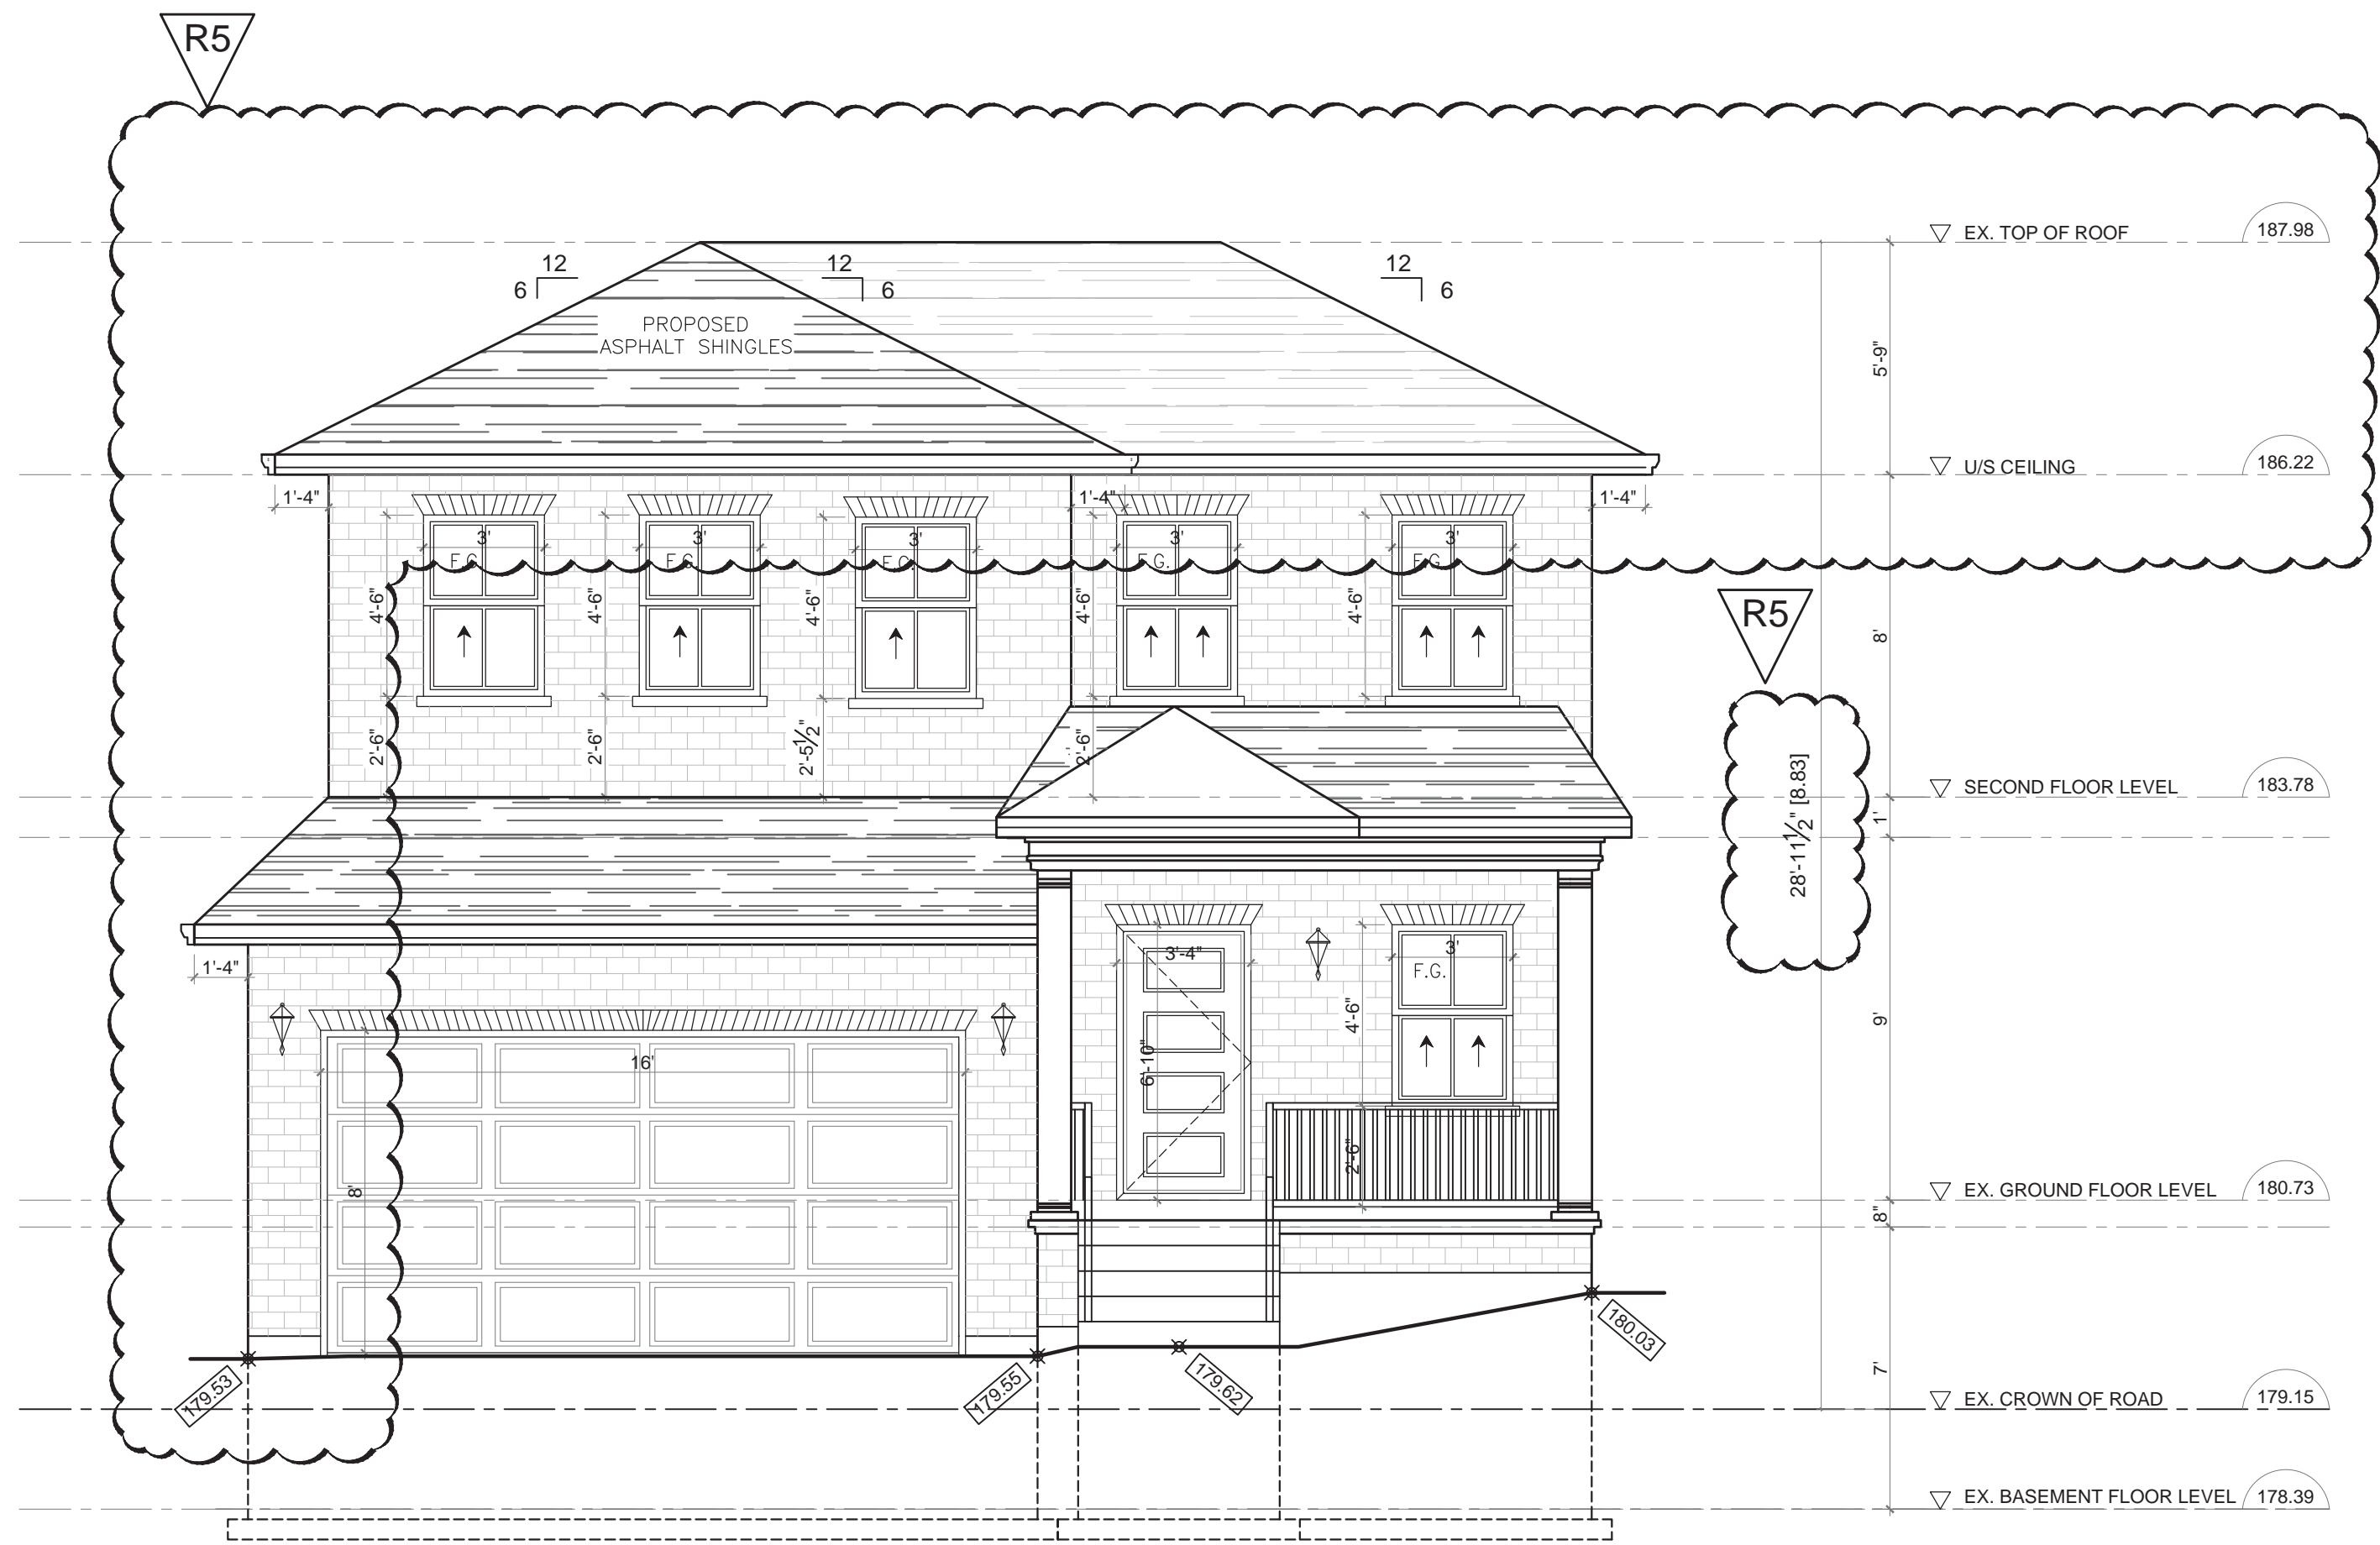 R5
EX. TOP OF ROOF 187.98
12
6
12
6
12
6
PROPOSED
ASPHALT SHINGLES
5'-9"
U/S CEILING 186.22
1'-4"
1'-4"
1'-4"
3'
3'
3'
3'
3'
F.G.
F.G.
F.G.
F.G.
F.G.
4'-6"
4'-6"
4'-6"
4'-6"
4'-6"
8'
R5
2'-6"
2'-6"
2'-5½"
2'-6"
28'-11½" [8.83]
SECOND FLOOR LEVEL 183.78
1'
1'-4"
3'-4"
3'
F.G.
4'-6"
9'
16'
6'-10"
8'
2'-6"
EX. GROUND FLOOR LEVEL 180.73
8"
180.03
179.53
179.55
179.62
7'
EX. CROWN OF ROAD 179.15
EX. BASEMENT FLOOR LEVEL 178.39